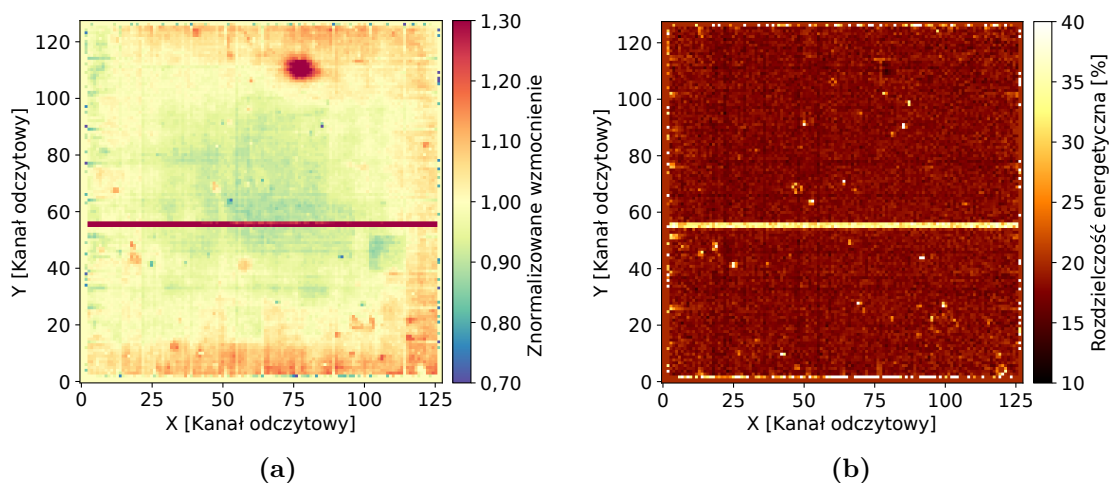 120
100
80
60
40
20
0
Y [Kanał odczytowy]
0 25 50 75 100 125
X [Kanał odczytowy]
1,30
1,20
1,10
1,00
0,90
0,80
0,70
Znormalizowane wzmocnienie
(a)
120
100
80
60
40
20
0
Y [Kanał odczytowy]
0 25 50 75 100 125
X [Kanał odczytowy]
40
35
30
25
20
15
10
Rozdzielczość energetyczna [%]
(b)